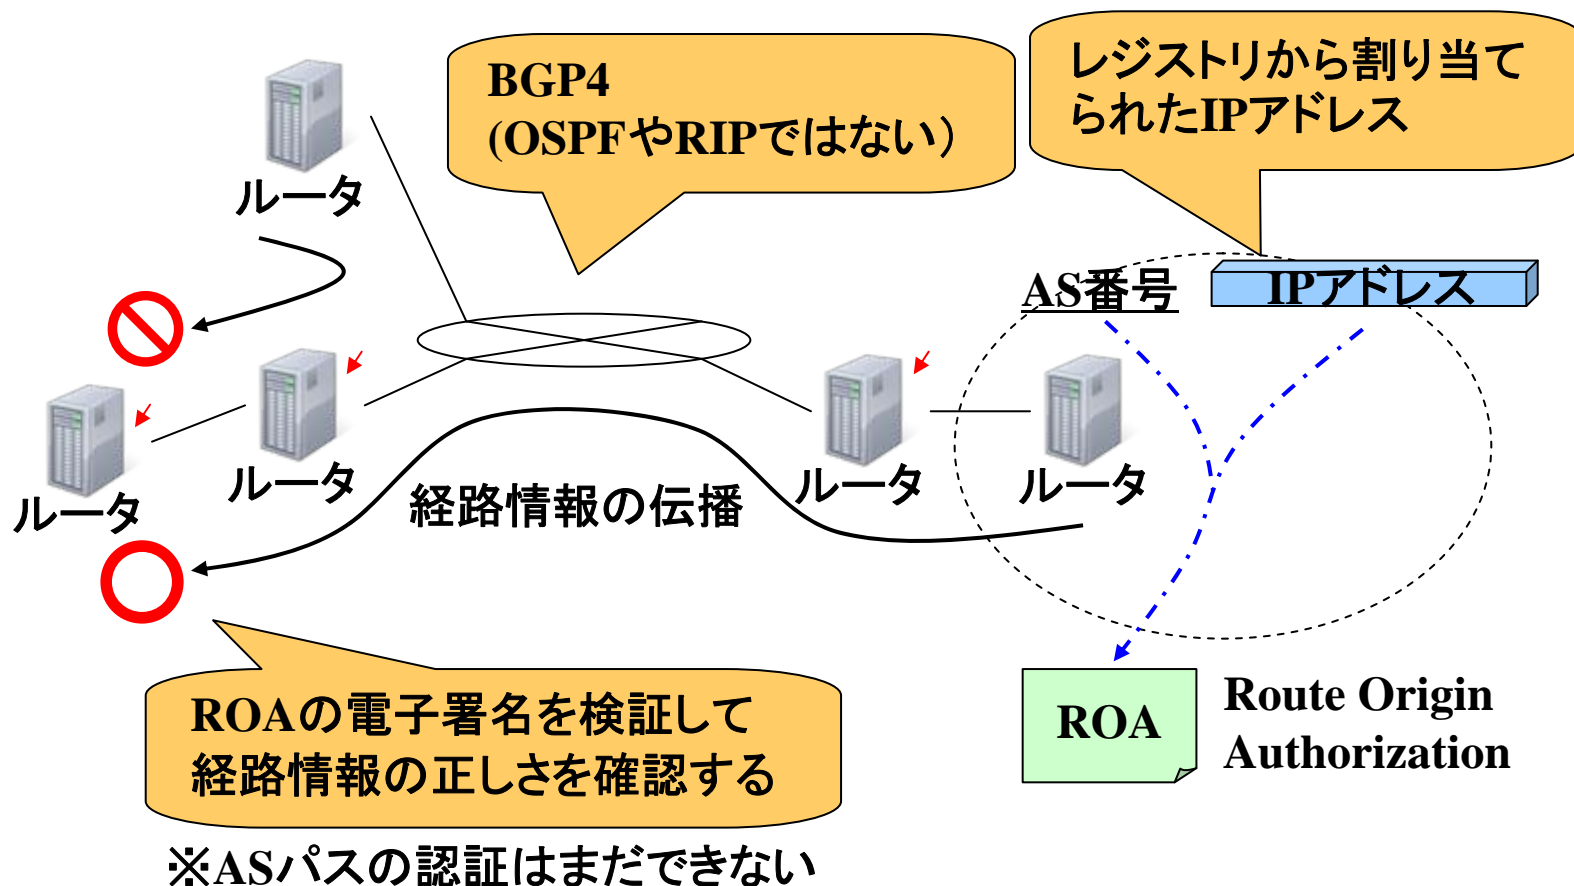 BGP4
(OSPFやRIPではない）
レジストリから割り当て
られたIPアドレス
ルータ
AS番号
IPアドレス
ルータ
ルータ
ルータ
ルータ
経路情報の伝播
ROAの電子署名を検証して
経路情報の正しさを確認する
ROA
Route Origin
Authorization
※ASパスの認証はまだできない